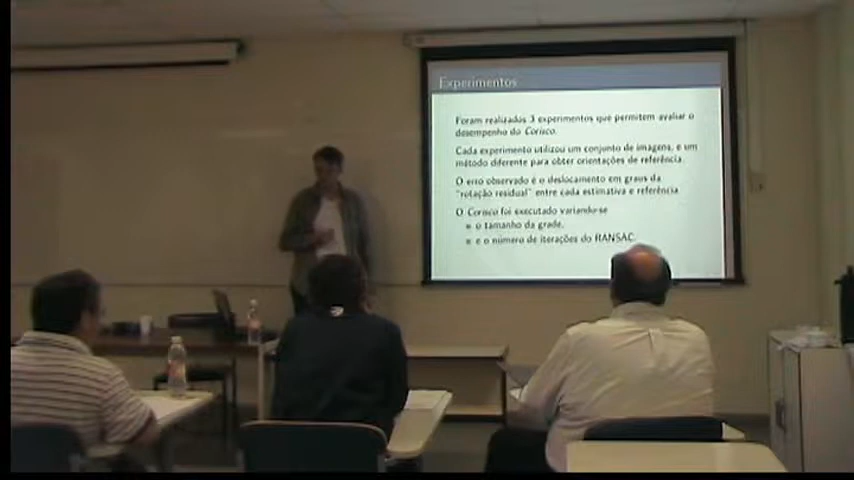 Experimentos
Foram realizados 3 experimentos que permitem avaliar o
desempenho do Corisco.
Cada experimento utilizou um conjunto de imagens, e um
método diferente para obter orientações de referência.
O erro observado é o deslocamento em graus da
"rotação residual" entre cada estimativa e referência
O Corisco foi executado variando-se
o tamanho da grade,
e o número de iterações do RANSAC.